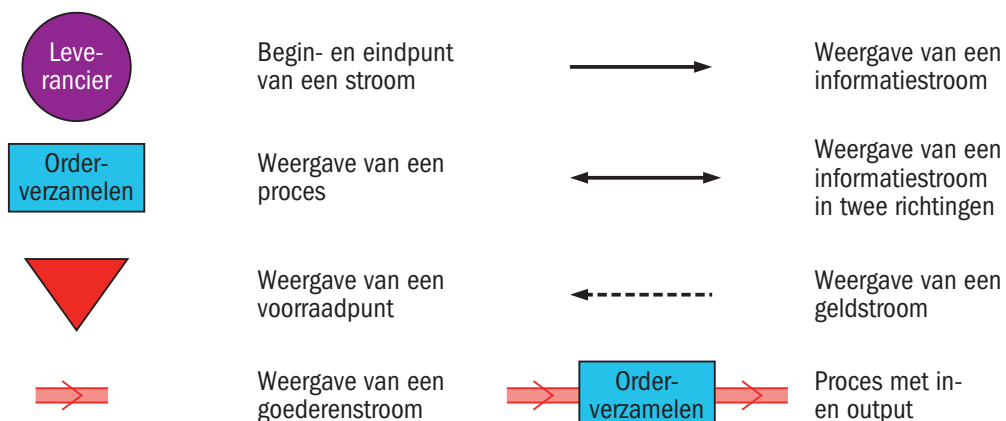 Leve-
rancier
Begin- en eindpunt
van een stroom
Weergave van een
informatiestroom
Order-
verzamelen
Weergave van een
proces
Weergave van een
informatiestroom
in twee richtingen
Weergave van een
voorraadpunt
Weergave van een
geldstroom
Weergave van een
goederenstroom
Order-
verzamelen
Proces met in-
en output